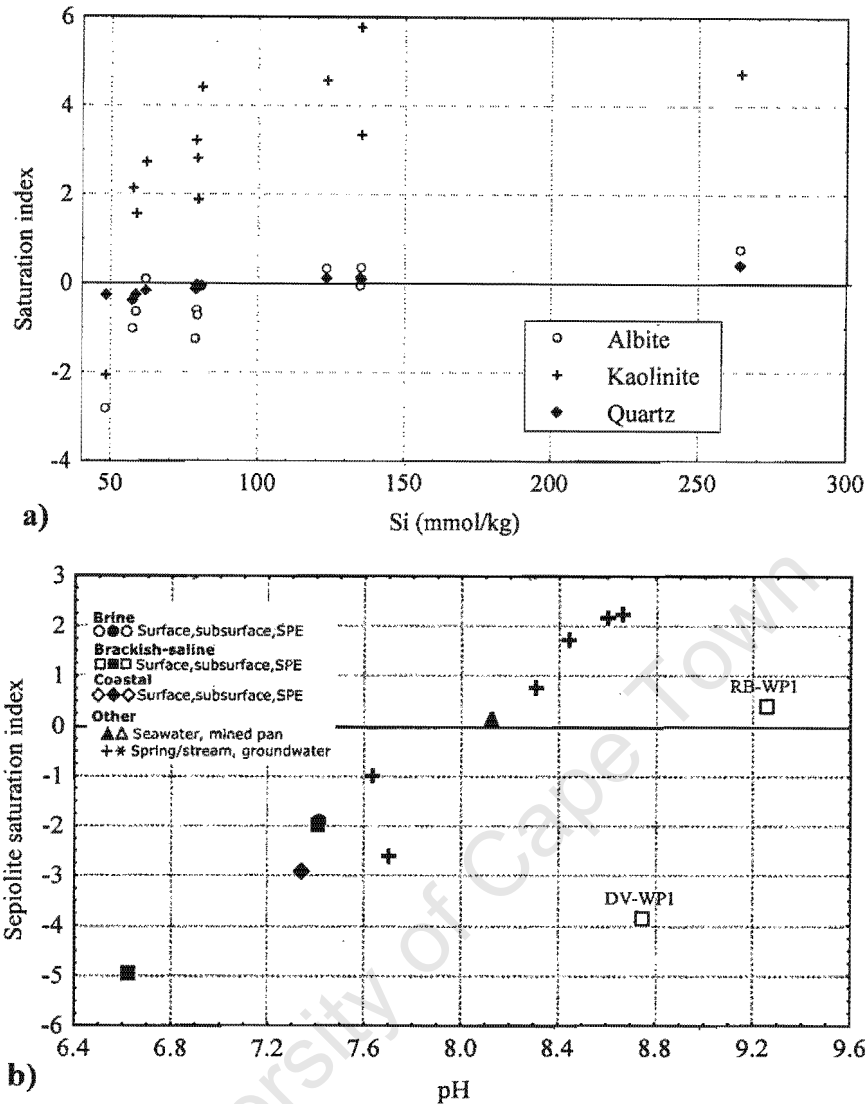 6
4
2
0
-2
-4
Saturation index
Albite
Kaolinite
Quartz
50 100 150 200 250 300
a)
Si (mmol/kg)
3
2
1
0
-1
-2
-3
-4
-5
-6
Sepiolite saturation index
Brine
Surface,subsurface,SPE
Brackish-saline
Surface,subsurface,SPE
Coastal
Surface,subsurface,SPE
Other
Seawater, mined pan
Spring/stream, groundwater
RB-WP1
DV-WP1
6.4 6.8 7.2 7.6 8.0 8.4 8.8 9.2 9.6
b)
pH
ersity of Cape Town